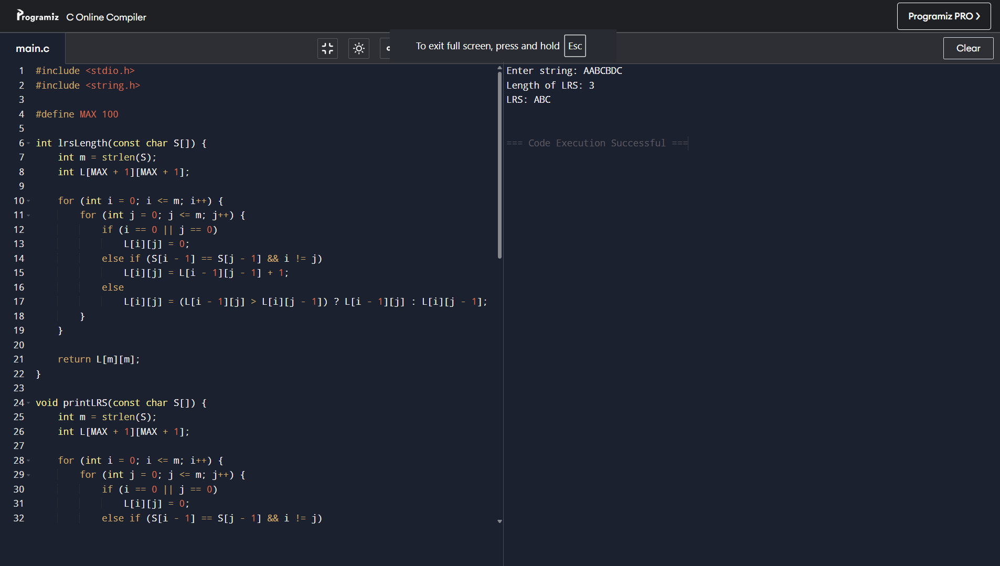 Programiz C Online Compiler
Programiz PRO
main.c
To exit full screen, press and hold Esc
Clear
1 #include <stdio.h>
2 #include <string.h>
3
4 #define MAX 100
5
6 int lrsLength(const char S[]) {
7     int m = strlen(S);
8     int L[MAX + 1][MAX + 1];
9
10     for (int i = 0; i <= m; i++) {
11         for (int j = 0; j <= m; j++) {
12             if (i == 0 || j == 0)
13                 L[i][j] = 0;
14             else if (S[i - 1] == S[j - 1] && i != j)
15                 L[i][j] = L[i - 1][j - 1] + 1;
16             else
17                 L[i][j] = (L[i - 1][j] > L[i][j - 1]) ? L[i - 1][j] : L[i][j - 1];
18         }
19     }
20
21     return L[m][m];
22 }
23
24 void printLRS(const char S[]) {
25     int m = strlen(S);
26     int L[MAX + 1][MAX + 1];
27
28     for (int i = 0; i <= m; i++) {
29         for (int j = 0; j <= m; j++) {
30             if (i == 0 || j == 0)
31                 L[i][j] = 0;
32             else if (S[i - 1] == S[j - 1] && i != j)
Enter string: AABCBDC
Length of LRS: 3
LRS: ABC
=== Code Execution Successful ===